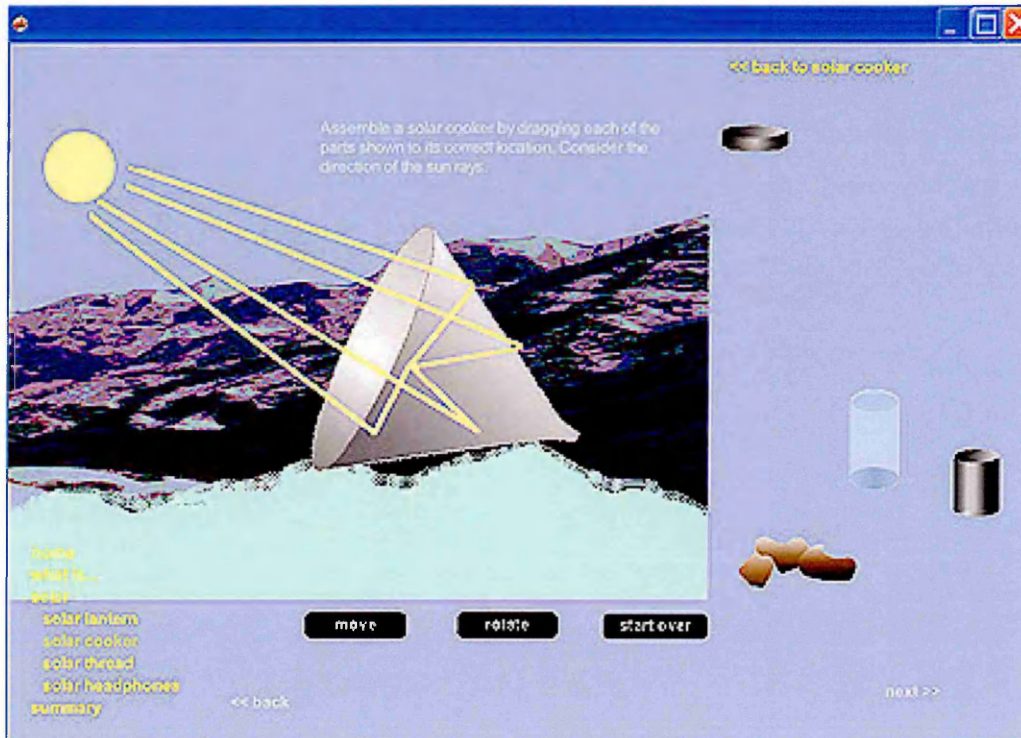 << back to solar cooker
Assemble a solar cooker by dragging each of the
parts shown to its correct location. Consider the
direction of the sun rays.
home
what is...
solar
solar lantern
solar cooker
solar thread
solar headphones
summary
move
rotate
start over
<< back
next >>